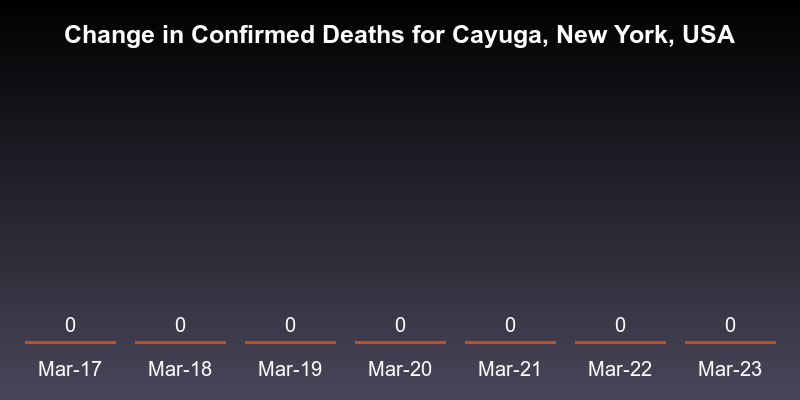 Change in Confirmed Deaths for Cayuga, New York, USA
0 0 0 0 0 0 0
Mar-17 Mar-18 Mar-19 Mar-20 Mar-21 Mar-22 Mar-23